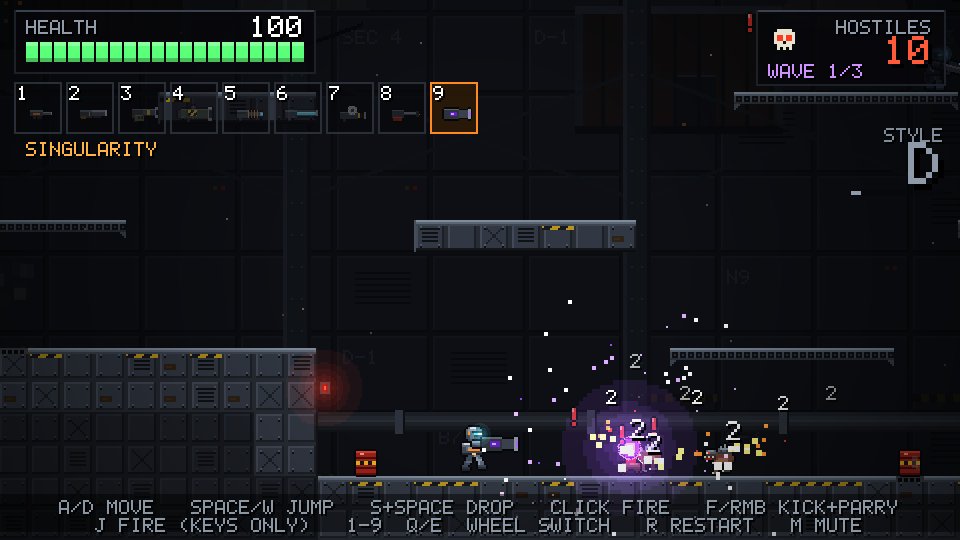 HEALTH 100
SEC 4
D-1
HOSTILES
10
WAVE 1/3
1 2 3 4 5 6 7 8 9
SINGULARITY
STYLE
D
N9
D-1
2
2 2 2 2 2
2 2 2
A/D MOVE SPACE/W JUMP S+SPACE DROP CLICK FIRE F/RMB KICK+PARRY
J FIRE (KEYS ONLY) 1-9 Q/E WHEEL SWITCH R RESTART M MUTE